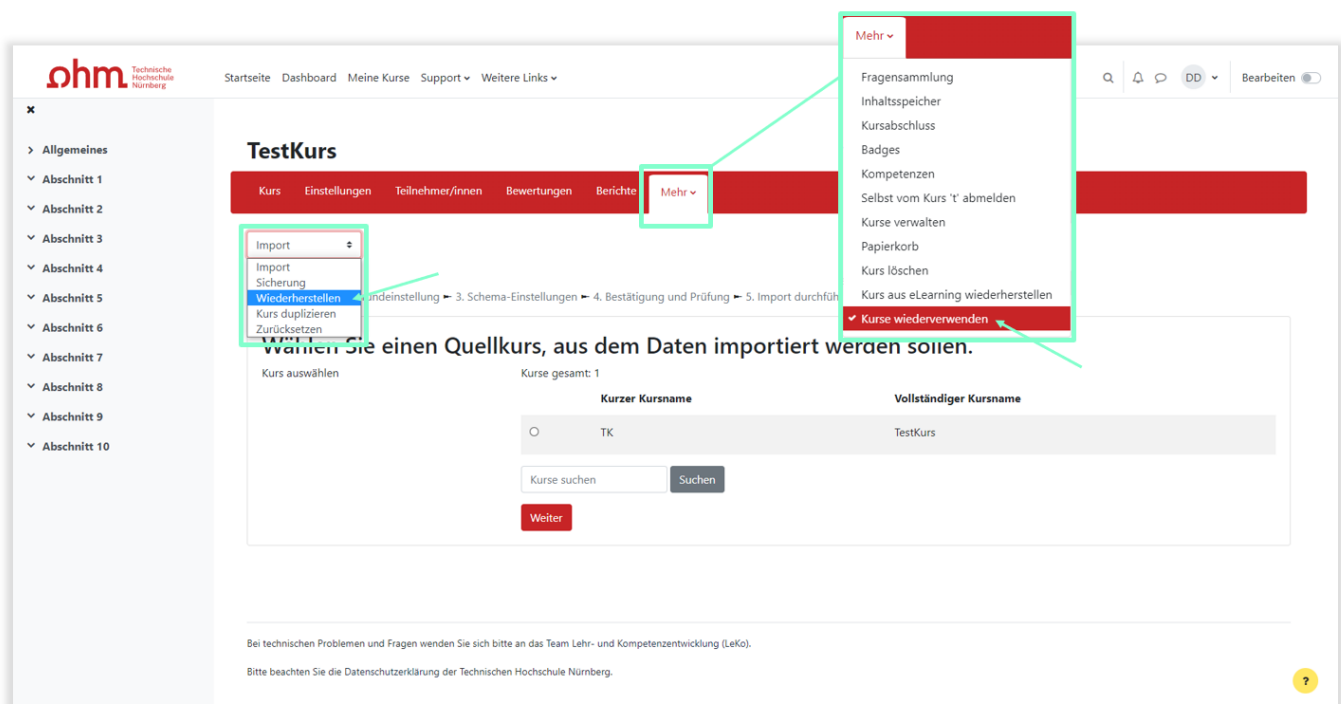 Mehr
Fragensammlung
Inhaltsspeicher
Kursabschluss
Badges
Kompetenzen
Selbst vom Kurs 't' abmelden
Kurse verwalten
Papierkorb
Kurs löschen
Kurs aus eLearning wiederherstellen
Kurse wiederverwenden
ohm Technische
Hochschule
Nürnberg
Startseite Dashboard Meine Kurse Support Weitere Links
DD Bearbeiten
Allgemeines
Abschnitt 1
Abschnitt 2
Abschnitt 3
Abschnitt 4
Abschnitt 5
Abschnitt 6
Abschnitt 7
Abschnitt 8
Abschnitt 9
Abschnitt 10
TestKurs
Kurs Einstellungen Teilnehmer/innen Bewertungen Berichte Mehr
Import
Import
Sicherung
Wiederherstellen
Kurs duplizieren
Zurücksetzen
ndeinstellung ► 3. Schema-Einstellungen ► 4. Bestätigung und Prüfung ► 5. Import durchfüh
Wählen Sie einen Quellkurs, aus dem Daten importiert werden sollen.
Kurs auswählen
Kurse gesamt: 1
Kurzer Kursname Vollständiger Kursname
TK TestKurs
Kurse suchen Suchen
Weiter
Bei technischen Problemen und Fragen wenden Sie sich bitte an das Team Lehr- und Kompetenzentwicklung (LeKo).
Bitte beachten Sie die Datenschutzerklärung der Technischen Hochschule Nürnberg.
?